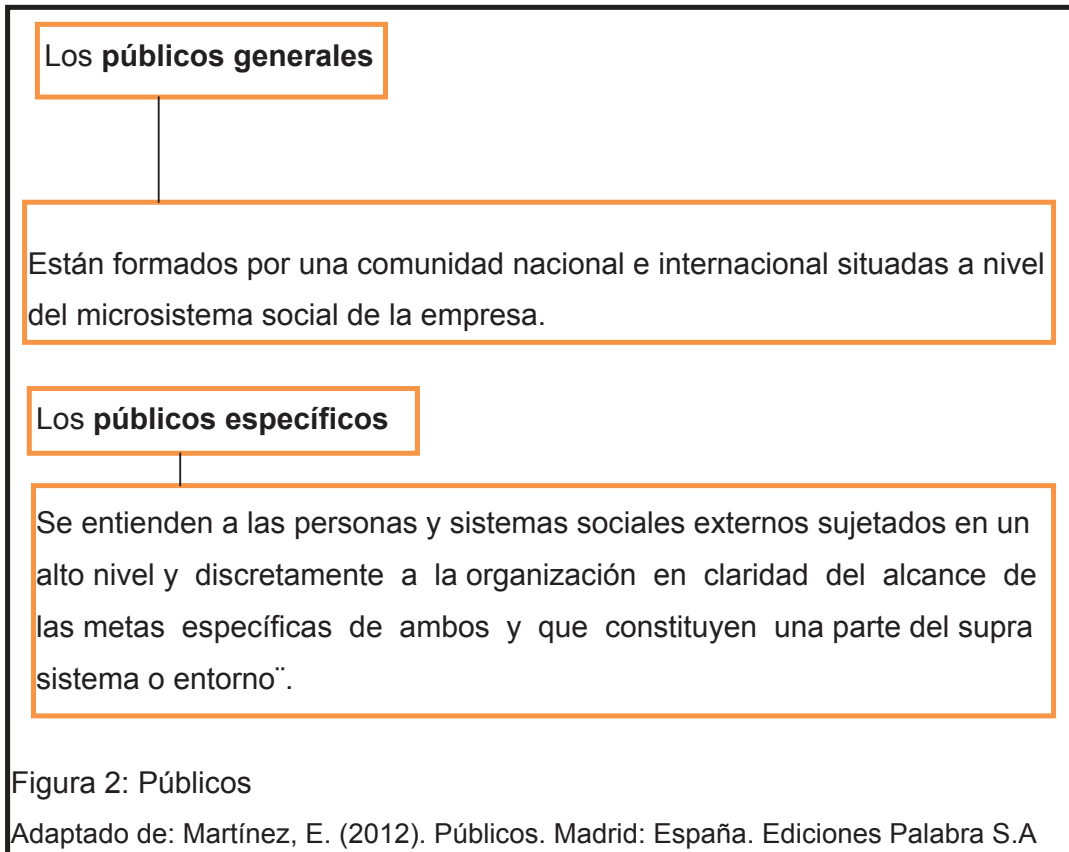 Los públicos generales
Están formados por una comunidad nacional e internacional situadas a nivel
del microsistema social de la empresa.
Los públicos específicos
Se entienden a las personas y sistemas sociales externos sujetados en un
alto nivel y discretamente a la organización en claridad del alcance de
las metas específicas de ambos y que constituyen una parte del supra
sistema o entorno¨.
Figura 2: Públicos
Adaptado de: Martínez, E. (2012). Públicos. Madrid: España. Ediciones Palabra S.A